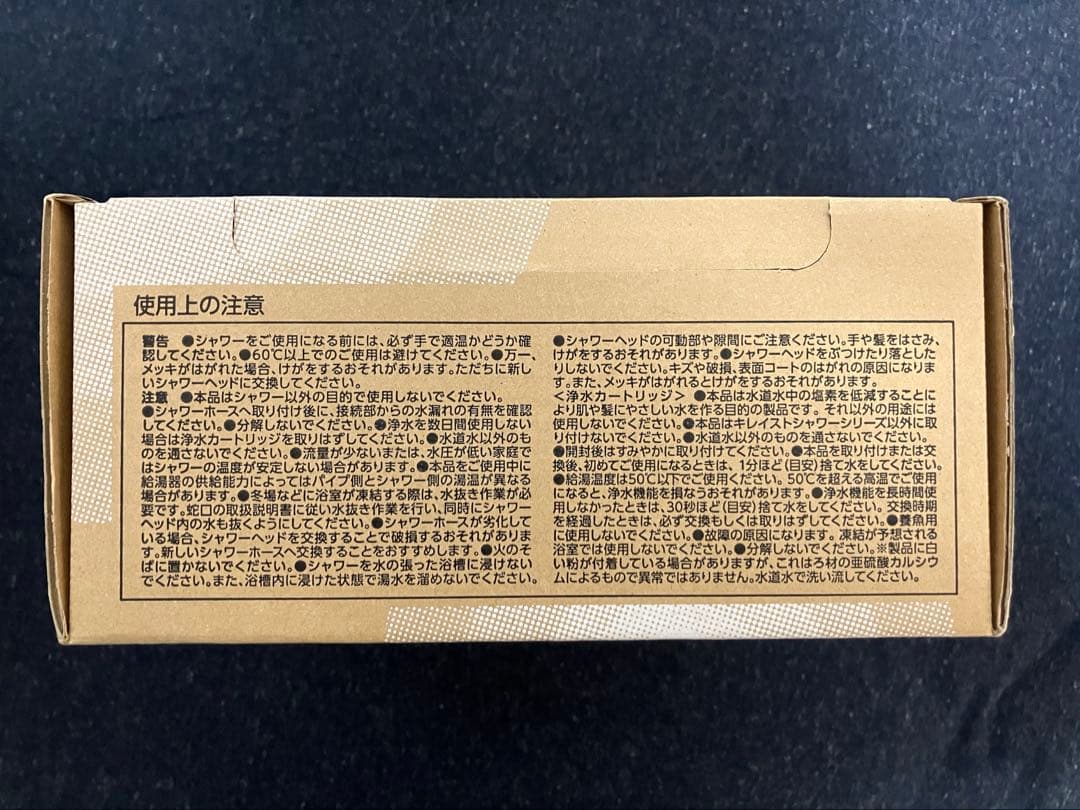 使用上の注意
警告 ●シャワーをご使用になる前には、必ず手で適温かどうか確
認してください。●60℃以上でのご使用は避けてください。●万一、
メッキがはがれた場合、けがをするおそれがあります。ただちに新し
いシャワーヘッドに交換してください。
注意 ●本品はシャワー以外の目的で使用しないでください。
●シャワーホースへ取り付け後に、接続部からの水漏れの有無を確認
してください。●分解しないでください。●浄水を数日間使用しない
場合は浄水カートリッジを取りはずしてください。●水道水以外のも
のを通さないでください。●流量が少ないまたは、水圧が低い家庭で
はシャワーの温度が安定しない場合があります。●本品をご使用中に
給湯器の供給能力によってはパイプ側とシャワー側の湯温が異なる
場合があります。●冬場などに浴室が凍結する際は、水抜き作業が必
要です。蛇口の取扱説明書に従い水抜き作業を行い、同時にシャワー
ヘッド内の水も抜くようにしてください。●シャワーホースが劣化して
いる場合、シャワーヘッドを交換することで破損するおそれがありま
す。新しいシャワーホースへ交換することをおすすめします。●火のそ
ばに置かないでください。●シャワーを水の張った浴槽に浸けない
でください。また、浴槽内に浸けた状態で湯水を溜めないでください。
●シャワーヘッドの可動部や隙間にご注意ください。手や髪をはさみ、
けがをするおそれがあります。●シャワーヘッドをぶつけたり落とした
りしないでください。キズや破損、表面コートのはがれの原因になりま
す。また、メッキがはがれるとけがをするおそれがあります。
<浄水カートリッジ> ●本品は水道水中の塩素を低減することに
より肌や髪にやさしい水を作る目的の製品です。それ以外の用途には
使用しないでください。●本品はキレイストシャワーシリーズ以外に取
り付けないでください。●水道水以外のものを通さないでください。
●開封後はすみやかに取り付けてください。●本品を取り付けまたは交
換後、初めてご使用になるときは、1分ほど(目安)捨て水をしてください。
●給湯温度は50℃以下でご使用ください。50℃を超える高温でご使用
になると、浄水機能を損なうおそれがあります。●浄水機能を長時間使
用しなかったときは、30秒ほど(目安)捨て水をしてください。交換時期
を経過したときは、必ず交換もしくは取りはずしてください。●養魚用
に使用しないでください。●故障の原因になります。凍結が予想される
浴室では使用しないでください。●分解しないでください。※製品に白
い粉が付着している場合がありますが、これはろ材の亜硫酸カルシウ
ムによるもので異常ではありません。水道水で洗い流してください。